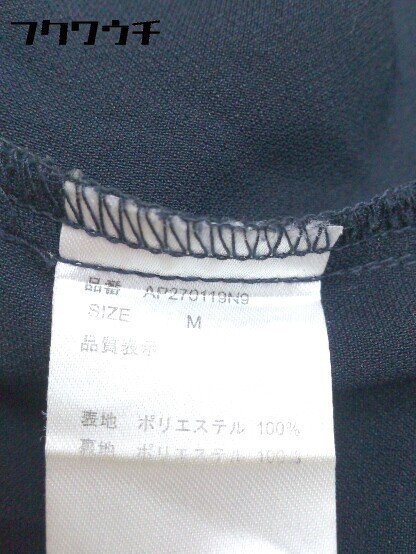 フクウクチ
品番 AP270119N9
SIZE M
品質表示
表地 ポリエステル 100%
裏地 ポリエステル 100%